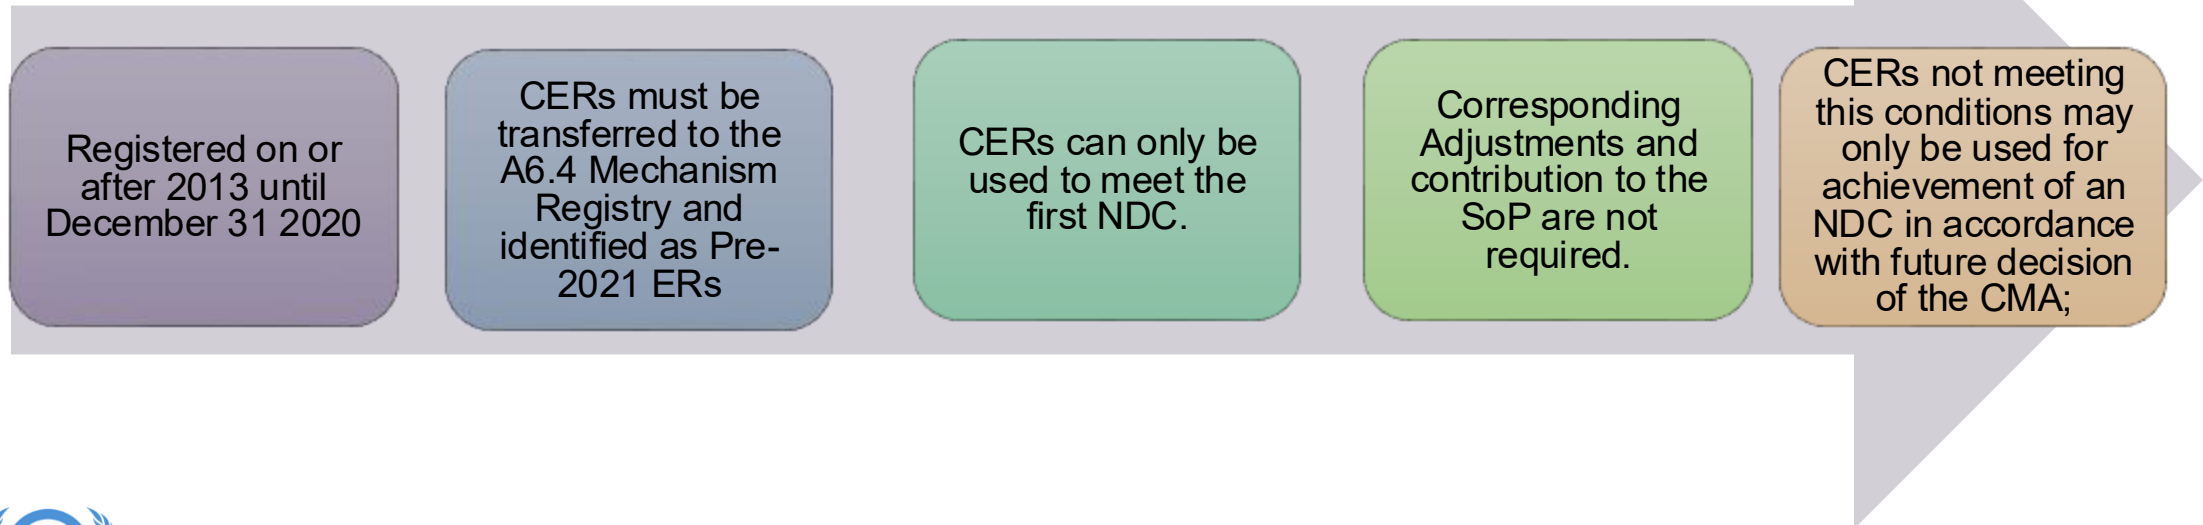 Registered on or
after 2013 until
December 31 2020
CERs must be
transferred to the
A6.4 Mechanism
Registry and
identified as Pre-
2021 ERs
CERs can only be
used to meet the
first NDC.
Corresponding
Adjustments and
contribution to the
SoP are not
required.
CERs not meeting
this conditions may
only be used for
achievement of an
NDC in accordance
with future decision
of the CMA;